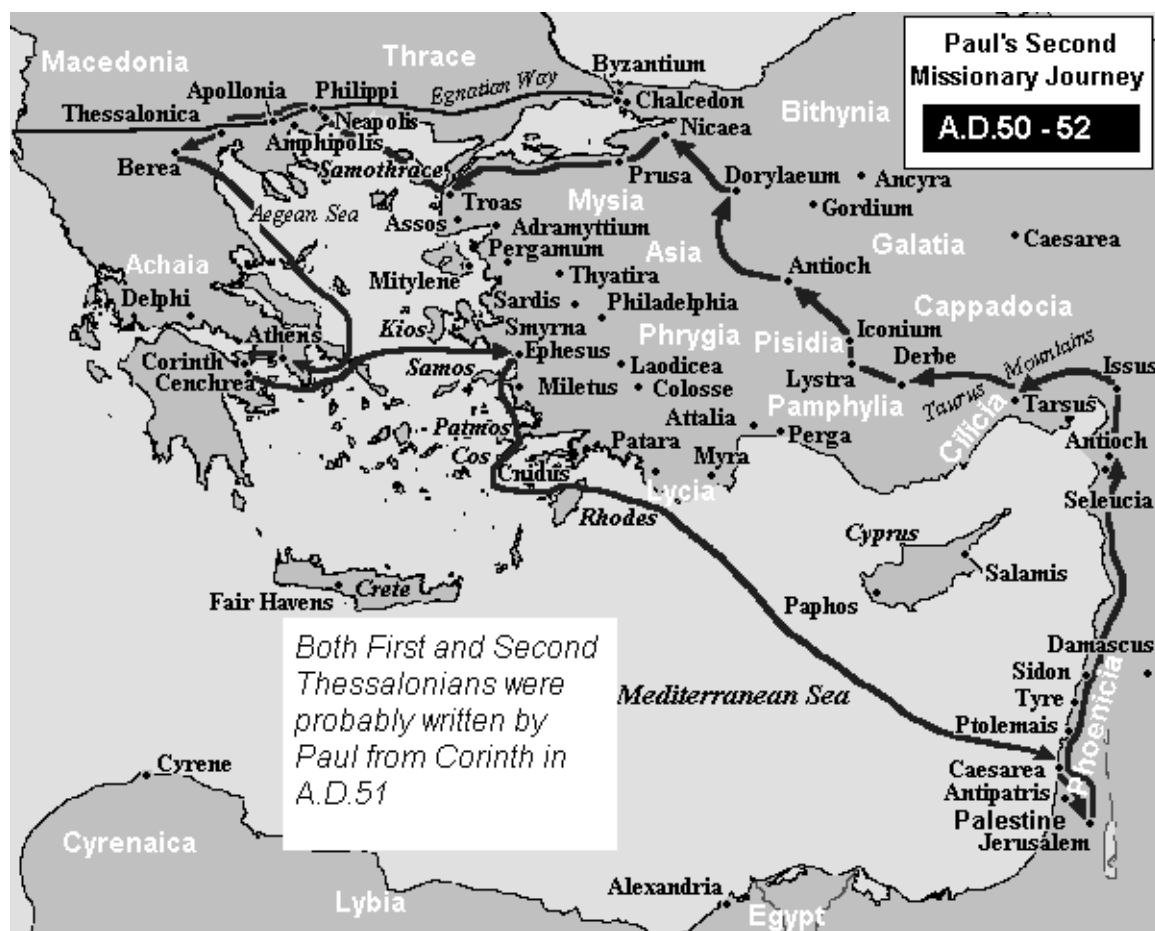 Paul's Second
Missionary Journey
A.D.50 - 52
Macedonia
Thrace
Byzantium
Apollonia
Philippi
Egnatian Way
Chalcedon
Bithynia
Thessalonica
Neapolis
Nicaea
Amphipolis
Berea
Samothrace
Prusa
Dorylaeum
Ancyra
Troas
Mysia
Gordium
Aegean Sea
Assos
Adramyttium
Galatia
Caesarea
Pergamum
Asia
Achaia
Mitylene
Thyatira
Antioch
Delphi
Sardis
Philadelphia
Cappadocia
Kios
Smyrna
Phrygia
Iconium
Athens
Pisidia
Corinth
Ephesus
Derbe
Taurus Mountains
Issus
Cenchrea
Samos
Laodicea
Lystra
Miletus
Colosse
Pamphylia
Cilicia
Tarsus
Attalia
Patmos
Perga
Antioch
Cos
Patara
Cnidus
Myra
Lycia
Seleucia
Rhodes
Cyprus
Salamis
Crete
Fair Havens
Paphos
Both First and Second
Thessalonians were
probably written by
Paul from Corinth in
A.D.51
Damascus
Sidon
Mediterranean Sea
Tyre
Phoenicia
Ptolemais
Cyrene
Caesarea
Antipatris
Palestine
Jerusalem
Cyrenaica
Alexandria
Lybia
Egypt